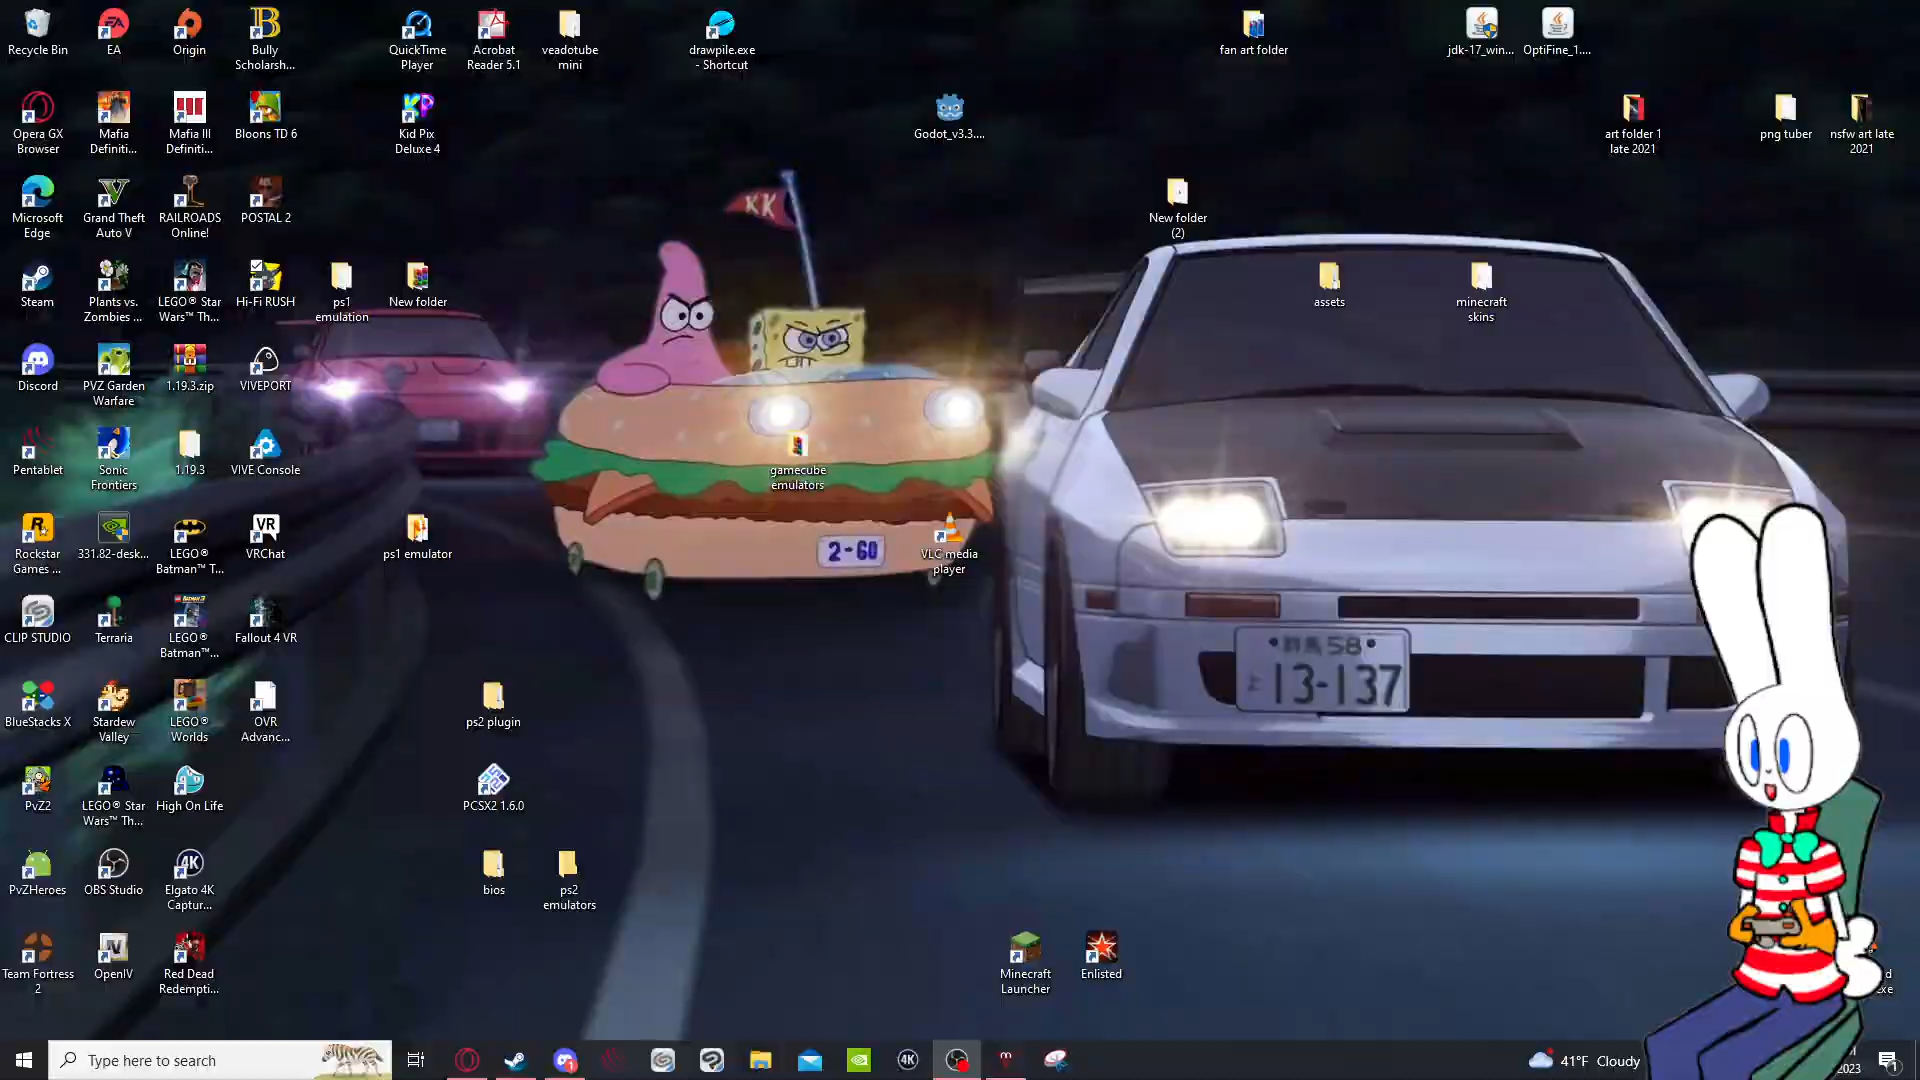 Recycle Bin
EA
Origin
Bully
Scholarsh...
QuickTime
Player
Acrobat
Reader 5.1
veadotube
mini
drawpile.exe
- Shortcut
fan art folder
jdk-17_win...
OptiFine_1....
Opera GX
Browser
Mafia
Definiti...
Mafia III
Definiti...
Bloons TD 6
Kid Pix
Deluxe 4
Godot_v3.3....
art folder 1
late 2021
png tuber
nsfw art late
2021
Microsoft
Edge
Grand Theft
Auto V
RAILROADS
Online!
POSTAL 2
KK
New folder
(2)
Steam
Plants vs.
Zombies ...
LEGO® Star
Wars™ Th...
Hi-Fi RUSH
ps1
emulation
New folder
assets
minecraft
skins
Discord
PVZ Garden
Warfare
1.19.3.zip
VIVEPORT
Pentablet
Sonic
Frontiers
1.19.3
VIVE Console
gamecube
emulators
Rockstar
Games ...
331.82-desk...
LEGO®
Batman™ T...
VR
VRChat
ps1 emulator
2-60
VLC media
player
CLIP STUDIO
Terraria
LEGO®
Batman™...
Fallout 4 VR
群馬58
13-137
BlueStacks X
Stardew
Valley
LEGO®
Worlds
OVR
Advanc...
ps2 plugin
PvZ2
LEGO® Star
Wars™ Th...
High On Life
PCSX2 1.6.0
PvZHeroes
OBS Studio
4K
Elgato 4K
Captur...
bios
ps2
emulators
Team Fortress
2
OpenIV
Red Dead
Redempti...
Minecraft
Launcher
Enlisted
Type here to search
4K
41°F Cloudy
2023
1